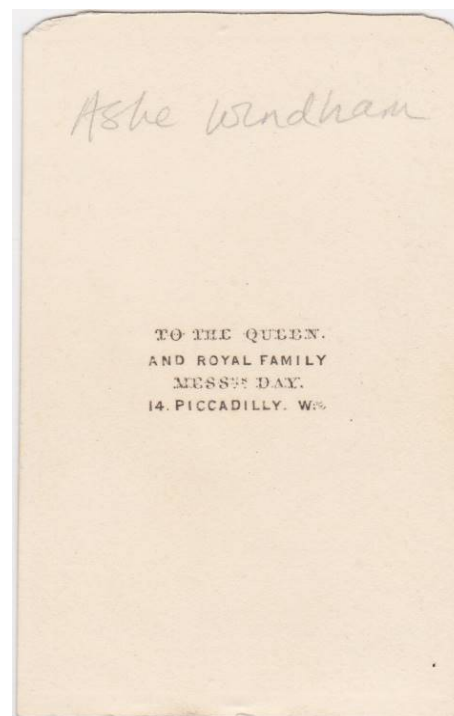 Ashe Windham
TO THE QUEEN.
AND ROYAL FAMILY
MESSRS DAY.
14. PICCADILLY. W.